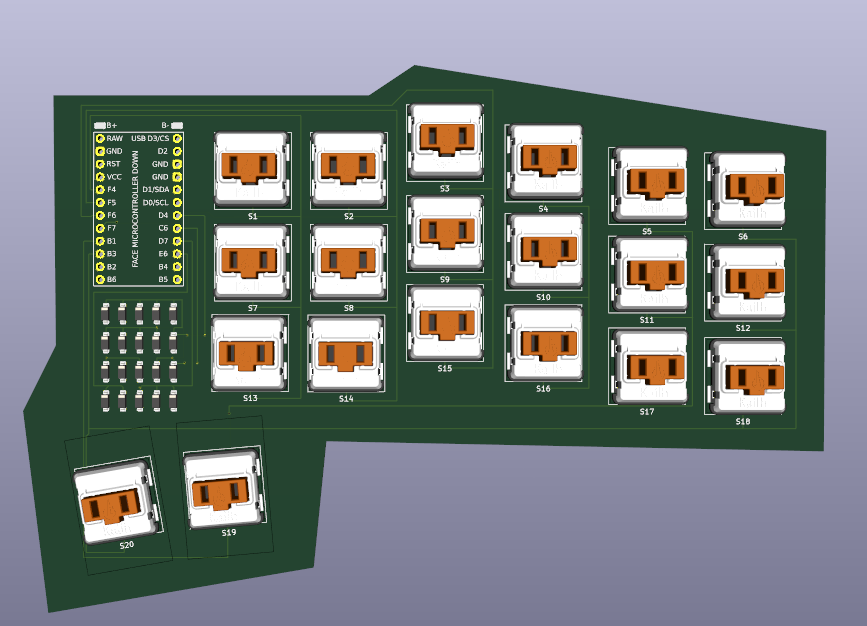 B+ B-
RAW USB D3/CS
GND D2
RST GND
VCC GND
F4 D1/SDA
F5 D0/SCL
F6 D4
F7 C6
B1 D7
B3 E6
B2 B4
B6 B5
FACE MICROCONTROLLER DOWN
S1
S2
S3
S4
S5
S6
S7
S8
S9
S10
S11
S12
S13
S14
S15
S16
S17
S18
S19
S20